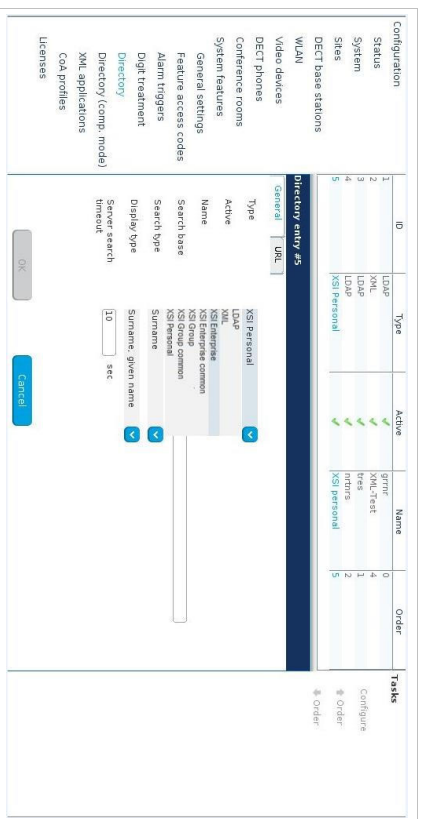 Configuration
Status
System
Sites
DECT base stations
WLAN
Video devices
DECT phones
Conference rooms
System features
General settings
Feature access codes
Alarm triggers
Digit treatment
Directory
Directory (comp. mode)
XML applications
CoA profiles
Licenses
ID Type Active Name Order
1 LDAP grrnr 0
2 XML XML-Test 4
3 LDAP tres 1
4 LDAP nrtnrs 2
5 XSI Personal XSI personal 5
Directory entry #5
General URL
Type XSI Personal
LDAP
XML
XSI Enterprise
XSI Enterprise common
XSI Group
XSI Group common
XSI Personal
Active
Name
Search base
Search type Surname
Display type Surname, given name
Server search timeout 10 sec
OK Cancel
Tasks
Configure
Order
Order